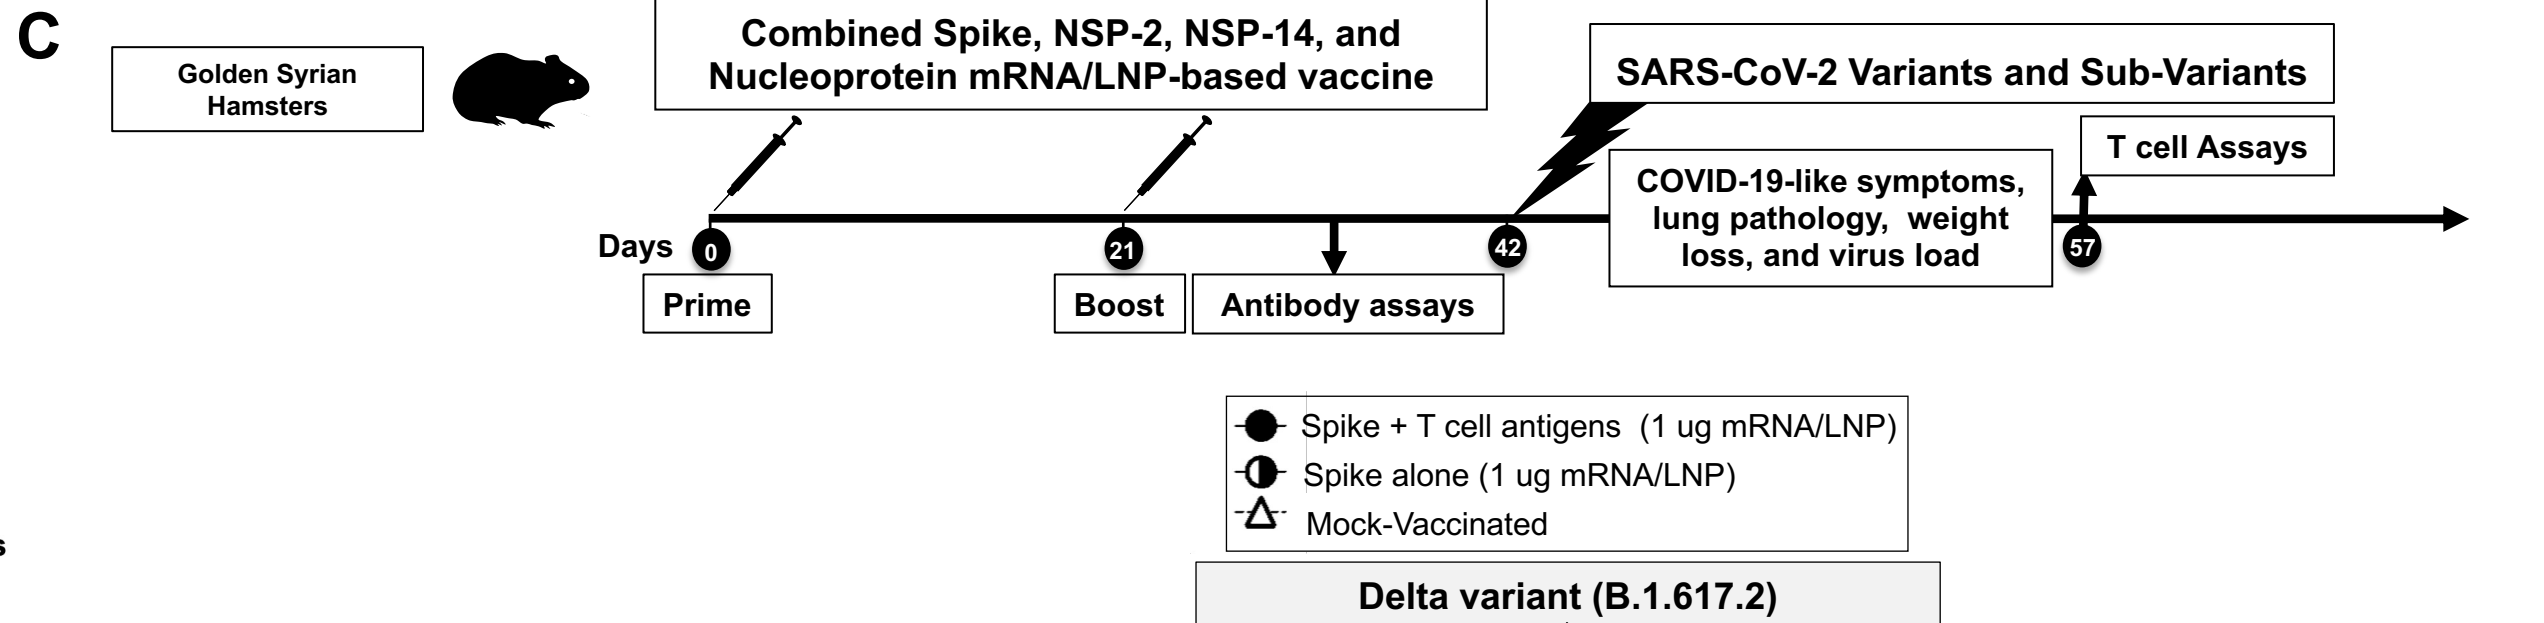 C
Golden Syrian
Hamsters
Combined Spike, NSP-2, NSP-14, and
Nucleoprotein mRNA/LNP-based vaccine
SARS-CoV-2 Variants and Sub-Variants
T cell Assays
COVID-19-like symptoms,
lung pathology, weight
loss, and virus load
Days 0 21 42 57
Prime
Boost
Antibody assays
Spike + T cell antigens (1 ug mRNA/LNP)
Spike alone (1 ug mRNA/LNP)
Mock-Vaccinated
s
Delta variant (B.1.617.2)